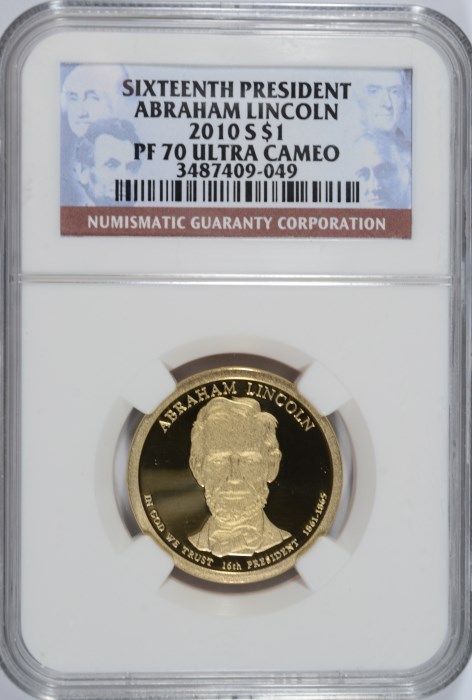 SIXTEENTH PRESIDENT
ABRAHAM LINCOLN
2010 S $1
PF 70 ULTRA CAMEO
3487409-049
NUMISMATIC GUARANTY CORPORATION
ABRAHAM LINCOLN
IN GOD WE TRUST 16th PRESIDENT 1861-1865